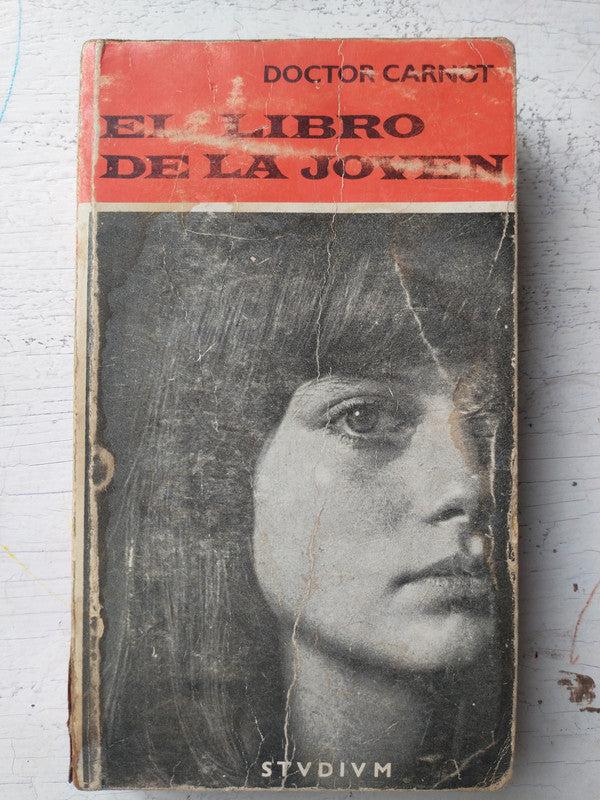 DOCTOR CARNOT
EL LIBRO
DE LA JOVEN
STVDIVM